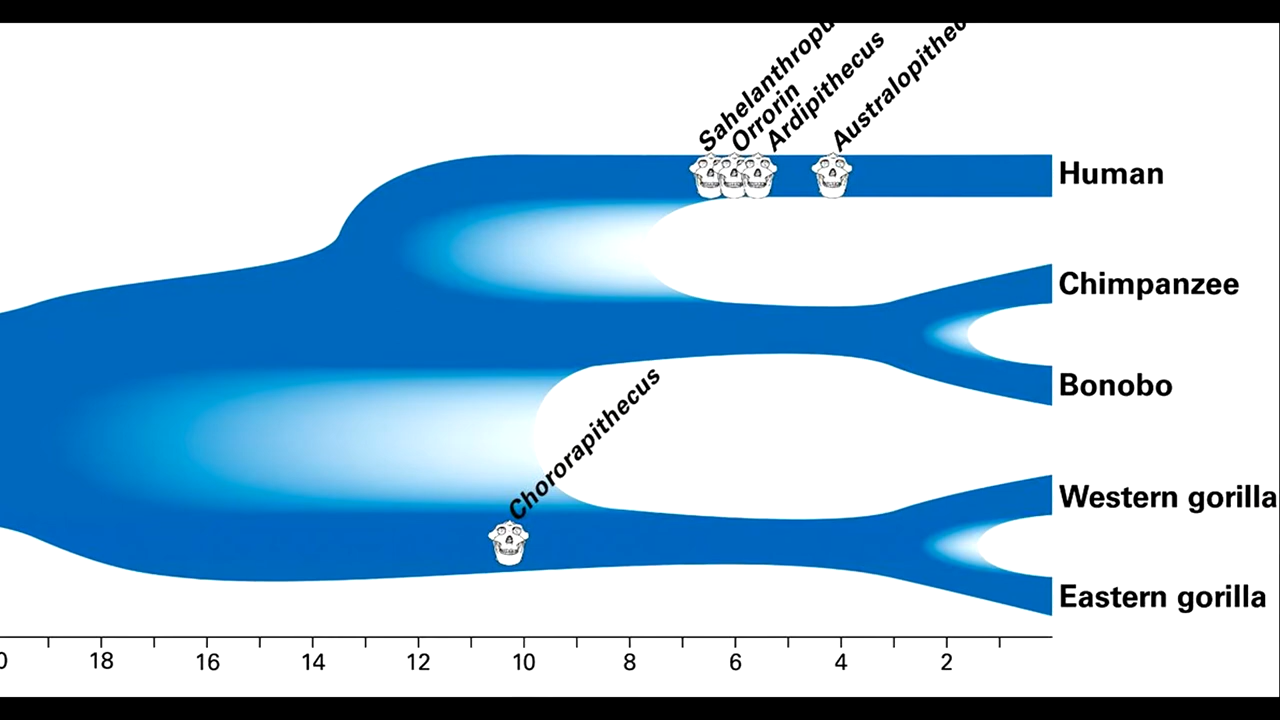 Sahelanthropu
Orrorin
Ardipithecus
Australopithec
Human
Chimpanzee
Bonobo
Chororapithecus
Western gorilla
Eastern gorilla
0 18 16 14 12 10 8 6 4 2